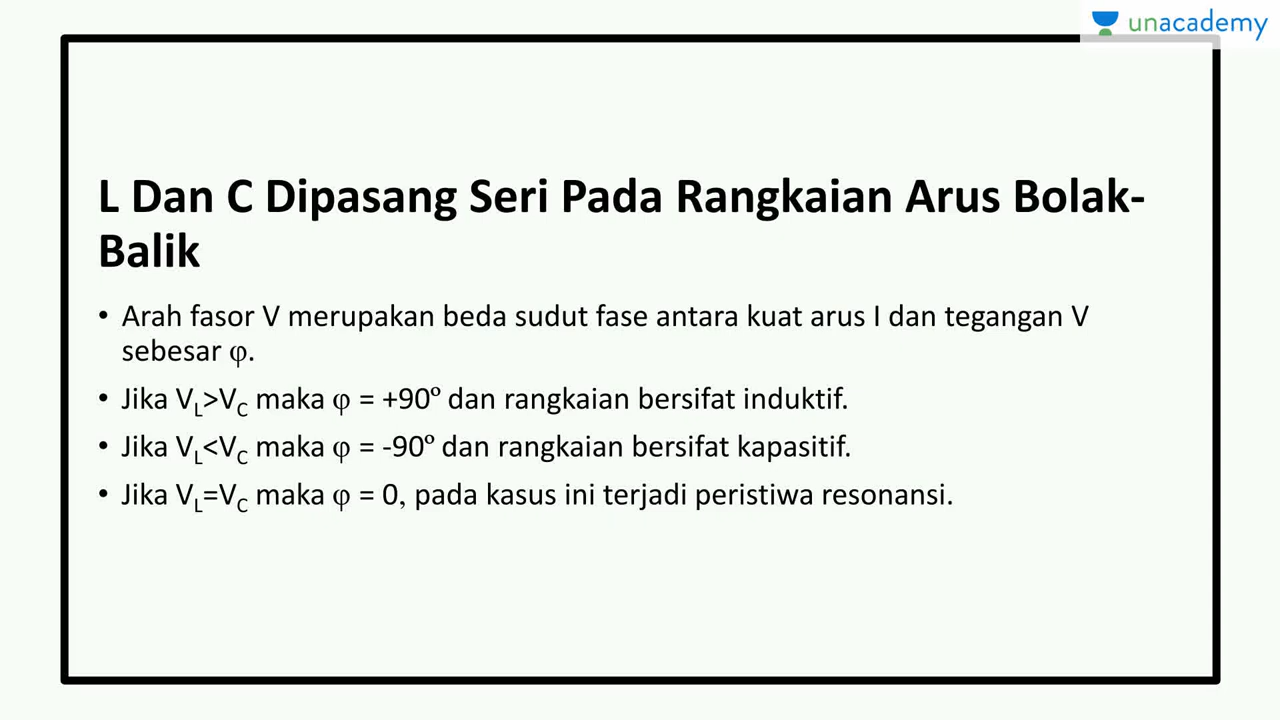 unacademy
L Dan C Dipasang Seri Pada Rangkaian Arus Bolak-
Balik
• Arah fasor V merupakan beda sudut fase antara kuat arus I dan tegangan V
sebesar φ.
• Jika VL>VC maka φ = +90º dan rangkaian bersifat induktif.
• Jika VL<VC maka φ = -90º dan rangkaian bersifat kapasitif.
• Jika VL=VC maka φ = 0, pada kasus ini terjadi peristiwa resonansi.